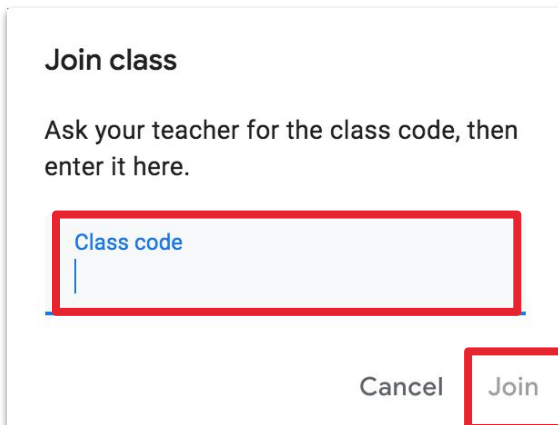 Join class
Ask your teacher for the class code, then
enter it here.
Class code
Cancel Join